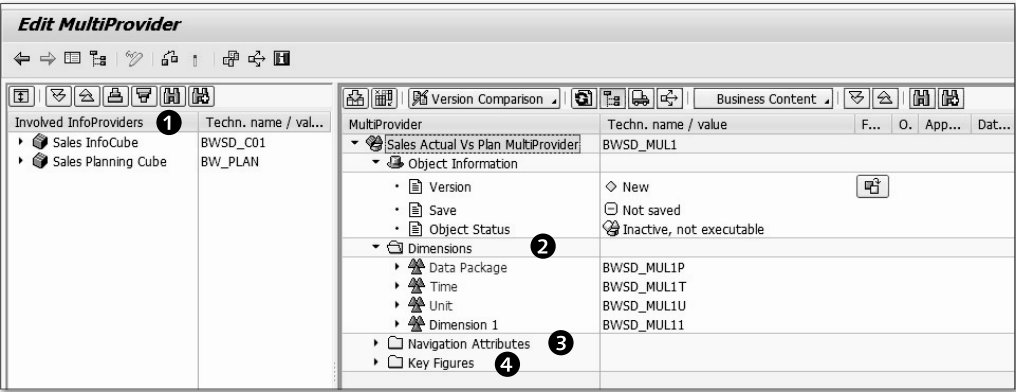 Edit MultiProvider
Version Comparison
Business Content
Involved InfoProviders 1 Techn. name / val...
Sales InfoCube BWSD_C01
Sales Planning Cube BW_PLAN
MultiProvider Techn. name / value F... O. App... Dat...
Sales Actual Vs Plan MultiProvider BWSD_MUL1
Object Information
Version New
Save Not saved
Object Status Inactive, not executable
Dimensions 2
Data Package BWSD_MUL1P
Time BWSD_MUL1T
Unit BWSD_MUL1U
Dimension 1 BWSD_MUL11
Navigation Attributes 3
Key Figures 4